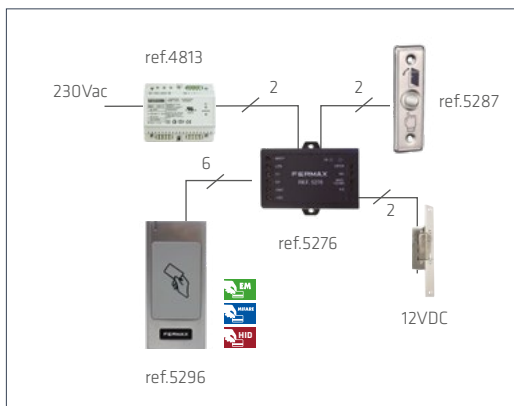 ref.4813
230Vac
2
2
ref.5287
6
FERMAX
2
ref.5276
12VDC
EM
MIFARE
HID
FERMAX
ref.5296